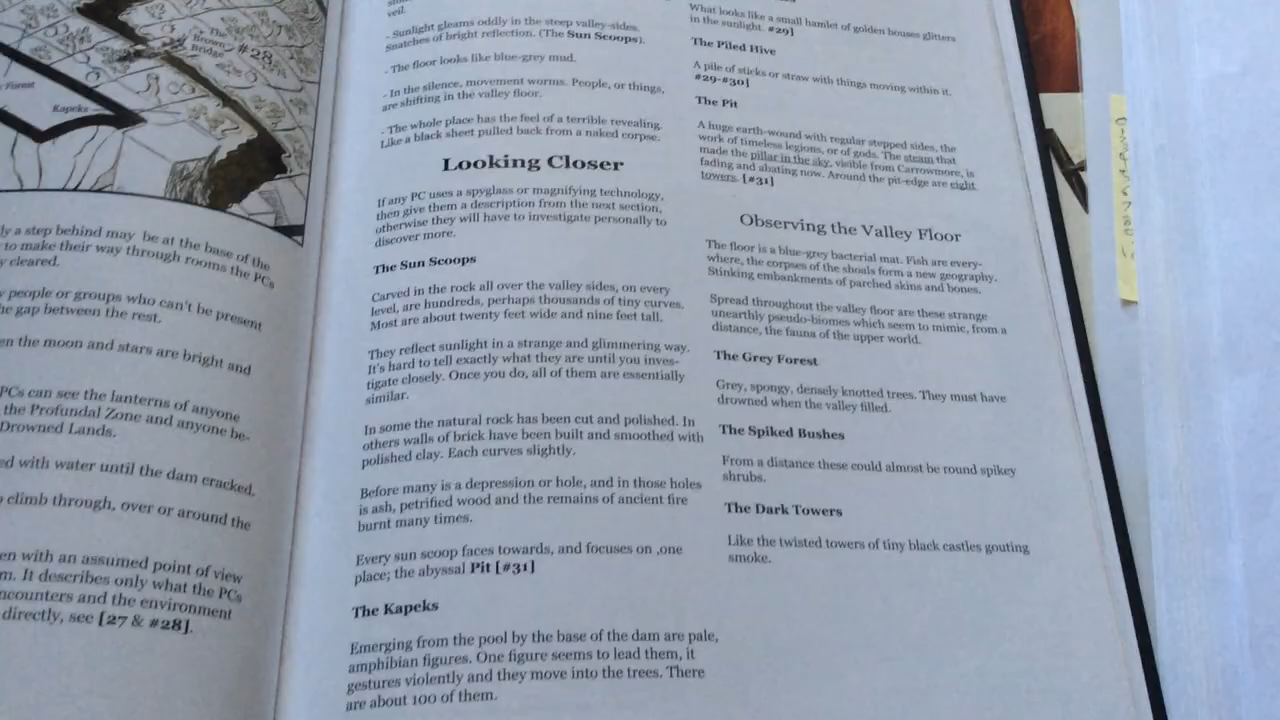 The
Brown
Bridge
#28
Forest
Kapeks
ly a step behind may be at the base of the
to make their way through rooms the PCs
y cleared.
people or groups who can't be present
he gap between the rest.
en the moon and stars are bright and
PCs can see the lanterns of anyone
the Profundal Zone and anyone be-
Drowned Lands.
ed with water until the dam cracked,
climb through, over or around the
en with an assumed point of view
m. It describes only what the PCs
ncounters and the environment
directly, see [27 & #28].
veil.
- Sunlight gleams oddly in the steep valley-sides.
Snatches of bright reflection. (The Sun Scoops).
- The floor looks like blue-grey mud.
- In the silence, movement worms. People, or things,
are shifting in the valley floor.
- The whole place has the feel of a terrible revealing.
Like a black sheet pulled back from a naked corpse.
Looking Closer
If any PC uses a spyglass or magnifying technology,
then give them a description from the next section,
otherwise they will have to investigate personally to
discover more.
The Sun Scoops
Carved in the rock all over the valley sides, on every
level, are hundreds, perhaps thousands of tiny curves.
Most are about twenty feet wide and nine feet tall.
They reflect sunlight in a strange and glimmering way.
It's hard to tell exactly what they are until you inves-
tigate closely. Once you do, all of them are essentially
similar.
In some the natural rock has been cut and polished. In
others walls of brick have been built and smoothed with
polished clay. Each curves slightly.
Before many is a depression or hole, and in those holes
is ash, petrified wood and the remains of ancient fire
burnt many times.
Every sun scoop faces towards, and focuses on ,one
place; the abyssal Pit [#31]
The Kapeks
Emerging from the pool by the base of the dam are pale,
amphibian figures. One figure seems to lead them, it
gestures violently and they move into the trees. There
are about 100 of them.
What looks like a small hamlet of golden houses glitters
in the sunlight. #29]
The Piled Hive
A pile of sticks or straw with things moving within it.
#29-#30]
The Pit
A huge earth-wound with regular stepped sides, the
work of timeless legions, or of gods. The steam that
made the pillar in the sky, visible from Carrowmore, is
fading and abating now. Around the pit-edge are eight
towers. [#31]
Observing the Valley Floor
The floor is a blue-grey bacterial mat. Fish are every-
where, the corpses of the shoals form a new geography.
Stinking embankments of parched skins and bones.
Spread throughout the valley floor are these strange
unearthly pseudo-biomes which seem to mimic, from a
distance, the fauna of the upper world.
The Grey Forest
Grey, spongy, densely knotted trees. They must have
drowned when the valley filled.
The Spiked Bushes
From a distance these could almost be round spikey
shrubs.
The Dark Towers
Like the twisted towers of tiny black castles gouting
smoke.